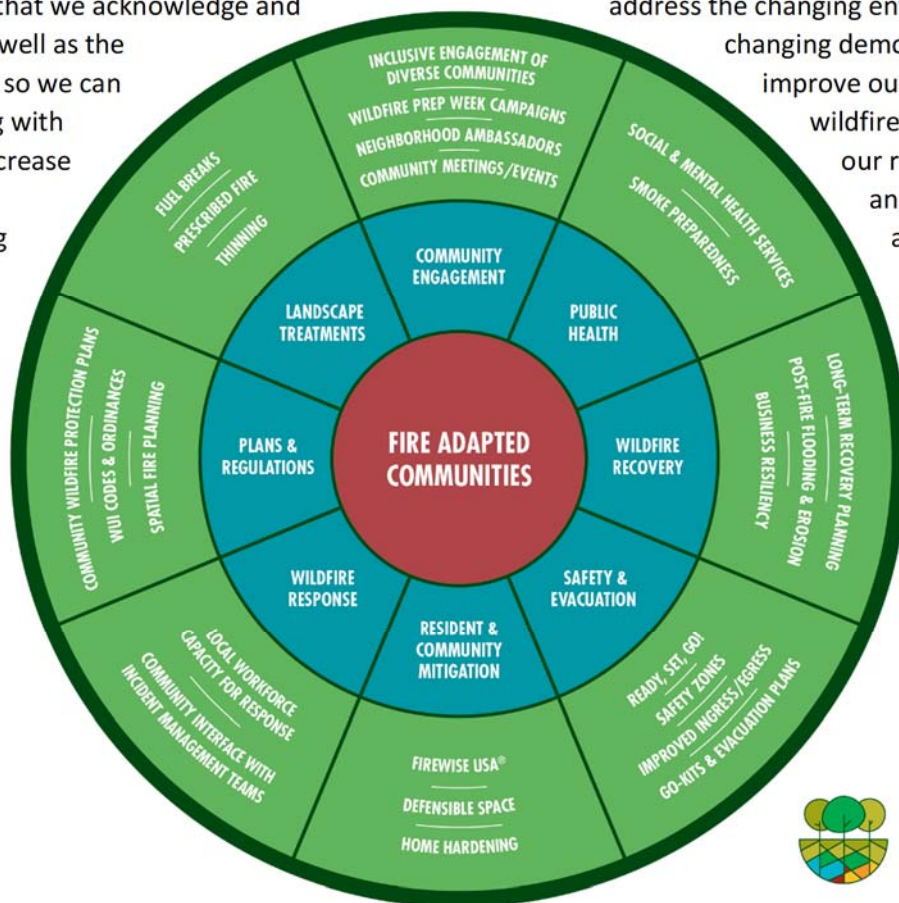 that we acknowledge and
address the changing
well as the
changing
so we can
improve
with
wildfire
our
FIRE ADAPTED
COMMUNITIES
COMMUNITY
ENGAGEMENT
INCLUSIVE ENGAGEMENT OF
DIVERSE COMMUNITIES
WILDFIRE PREP WEEK CAMPAIGNS
NEIGHBORHOOD AMBASSADORS
COMMUNITY MEETINGS/EVENTS
PUBLIC
HEALTH
SOCIAL & MENTAL HEALTH SERVICES
SMOKE PREPAREDNESS
WILDFIRE
RECOVERY
LONG-TERM RECOVERY PLANNING
POST-FIRE FLOODING & EROSION
BUSINESS RESILIENCY
SAFETY &
EVACUATION
READY, SET, GO!
SAFETY ZONES
IMPROVED INGRESS/EGRESS
GO-KITS & EVACUATION PLANS
RESIDENT &
COMMUNITY
MITIGATION
FIREWISE USA®
DEFENSIBLE SPACE
HOME HARDENING
WILDFIRE
RESPONSE
LOCAL WORKFORCE
CAPACITY FOR RESPONSE
COMMUNITY INTERFACE WITH
INCIDENT MANAGEMENT TEAMS
PLANS &
REGULATIONS
COMMUNITY WILDFIRE PROTECTION PLANS
WUI CODES & ORDINANCES
SPATIAL FIRE PLANNING
LANDSCAPE
TREATMENTS
FUEL BREAKS
PRESCRIBED FIRE
THINNING